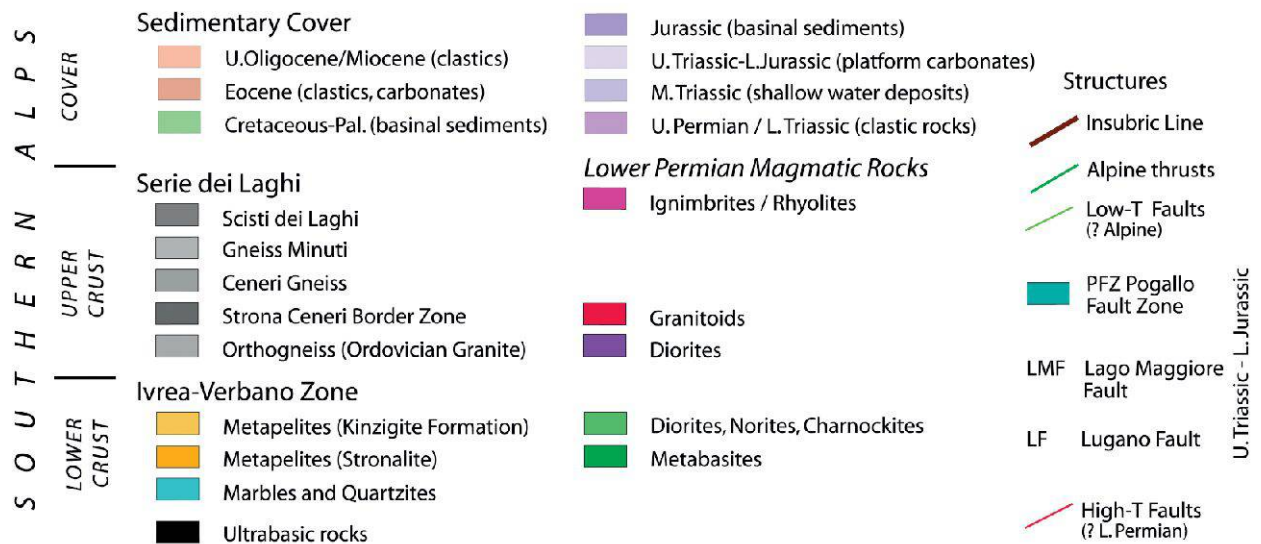 SOUTHERN ALPS
COVER
UPPER CRUST
LOWER CRUST
Sedimentary Cover
U.Oligocene/Miocene (clastics)
Eocene (clastics, carbonates)
Cretaceous-Pal. (basinal sediments)
Serie dei Laghi
Scisti dei Laghi
Gneiss Minuti
Ceneri Gneiss
Strona Ceneri Border Zone
Orthogneiss (Ordovician Granite)
Ivrea-Verbano Zone
Metapelites (Kinzigite Formation)
Metapelites (Stronalite)
Marbles and Quartzites
Ultrabasic rocks
Jurassic (basinal sediments)
U.Triassic-L.Jurassic (platform carbonates)
M.Triassic (shallow water deposits)
U.Permian / L.Triassic (clastic rocks)
Lower Permian Magmatic Rocks
Ignimbrites / Rhyolites
Granitoids
Diorites
Diorites, Norites, Charnockites
Metabasites
Structures
Insubric Line
Alpine thrusts
Low-T Faults
(? Alpine)
PFZ Pogallo
Fault Zone
LMF Lago Maggiore
Fault
LF Lugano Fault
U.Triassic - L.Jurassic
High-T Faults
(? L.Permian)